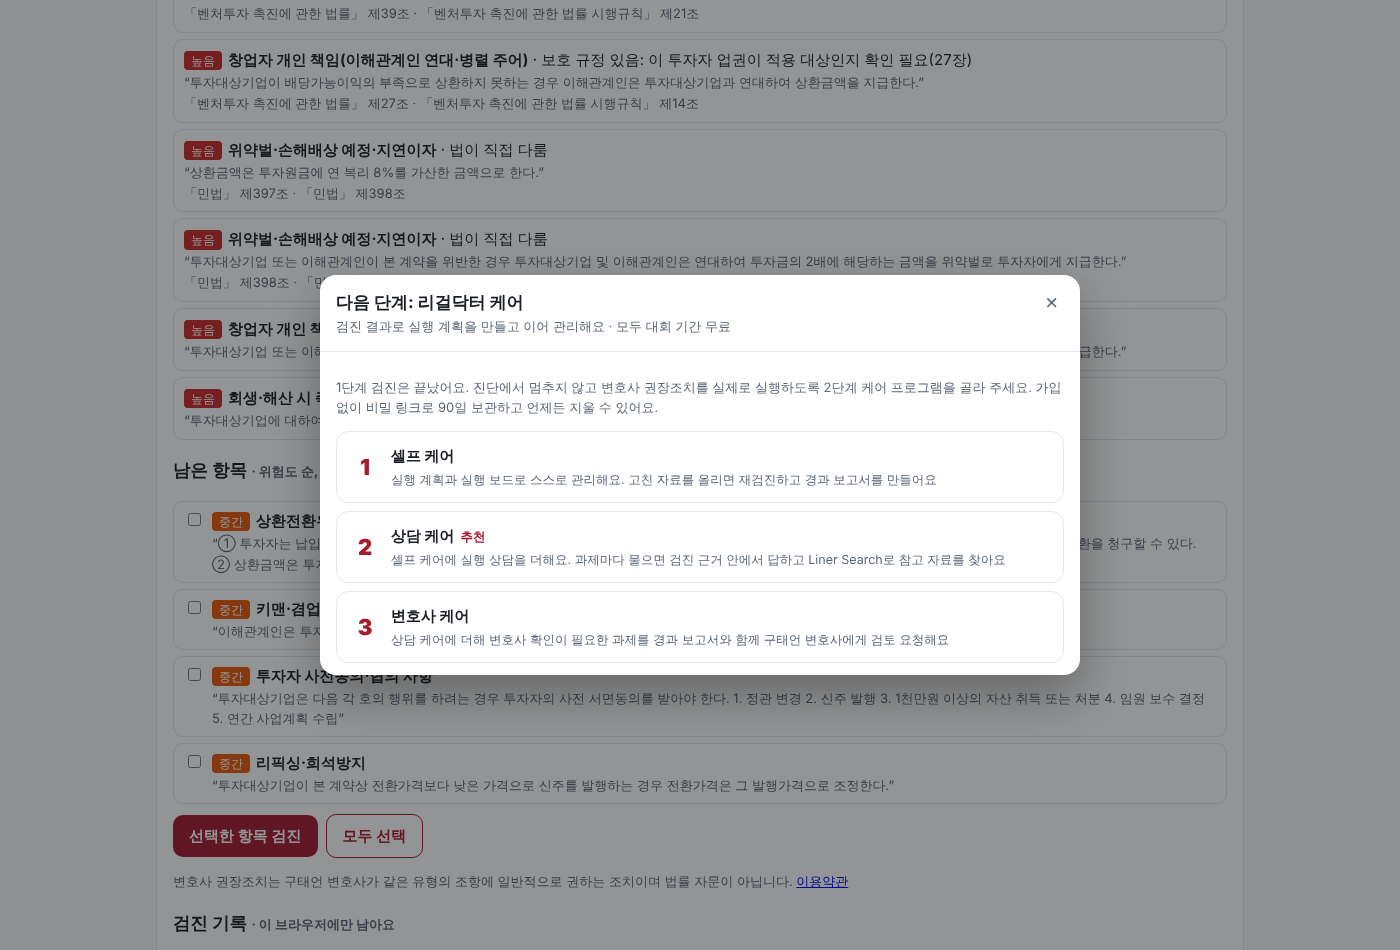 「벤처투자 촉진에 관한 법률」 제39조 · 「벤처투자 촉진에 관한 법률 시행규칙」 제21조
높음 창업자 개인 책임(이해관계인 연대·병렬 주어) · 보호 규정 있음: 이 투자자 업권이 적용 대상인지 확인 필요(27장)
“투자대상기업이 배당가능이익의 부족으로 상환하지 못하는 경우 이해관계인은 투자대상기업과 연대하여 상환금액을 지급한다.”
「벤처투자 촉진에 관한 법률」 제27조 · 「벤처투자 촉진에 관한 법률 시행규칙」 제14조
높음 위약벌·손해배상 예정·지연이자 · 법이 직접 다룸
“상환금액은 투자원금에 연 복리 8%를 가산한 금액으로 한다.”
「민법」 제397조 · 「민법」 제398조
높음 위약벌·손해배상 예정·지연이자 · 법이 직접 다룸
“투자대상기업 또는 이해관계인이 본 계약을 위반한 경우 투자대상기업 및 이해관계인은 연대하여 투자금의 2배에 해당하는 금액을 위약벌로 투자자에게 지급한다.”
「민법」 제398조 · 「민
높음 창업자 개인 책
“투자대상기업 또는 이해 급한다.”
높음 회생·해산 시
“투자대상기업에 대하여
다음 단계: 리걸닥터 케어
✕
검진 결과로 실행 계획을 만들고 이어 관리해요 · 모두 대회 기간 무료
1단계 검진은 끝났어요. 진단에서 멈추지 않고 변호사 권장조치를 실제로 실행하도록 2단계 케어 프로그램을 골라 주세요. 가입
없이 비밀 링크로 90일 보관하고 언제든 지울 수 있어요.
1 셀프 케어
실행 계획과 실행 보드로 스스로 관리해요. 고친 자료를 올리면 재검진하고 경과 보고서를 만들어요
2 상담 케어 추천
셀프 케어에 실행 상담을 더해요. 과제마다 물으면 검진 근거 안에서 답하고 Liner Search로 참고 자료를 찾아요
3 변호사 케어
상담 케어에 더해 변호사 확인이 필요한 과제를 경과 보고서와 함께 구태언 변호사에게 검토 요청해요
남은 항목 · 위험도 순,
중간 상환전환
“① 투자자는 납입 환을 청구할 수 있다.
② 상환금액은 투자
중간 키맨·겸업
“이해관계인은 투자
중간 투자자 사전동의·협의 사항
“투자대상기업은 다음 각 호의 행위를 하려는 경우 투자자의 사전 서면동의를 받아야 한다. 1. 정관 변경 2. 신주 발행 3. 1천만원 이상의 자산 취득 또는 처분 4. 임원 보수 결정
5. 연간 사업계획 수립”
중간 리픽싱·희석방지
“투자대상기업이 본 계약상 전환가격보다 낮은 가격으로 신주를 발행하는 경우 전환가격은 그 발행가격으로 조정한다.”
선택한 항목 검진 모두 선택
변호사 권장조치는 구태언 변호사가 같은 유형의 조항에 일반적으로 권하는 조치이며 법률 자문이 아닙니다. 이용약관
검진 기록 · 이 브라우저에만 남아요